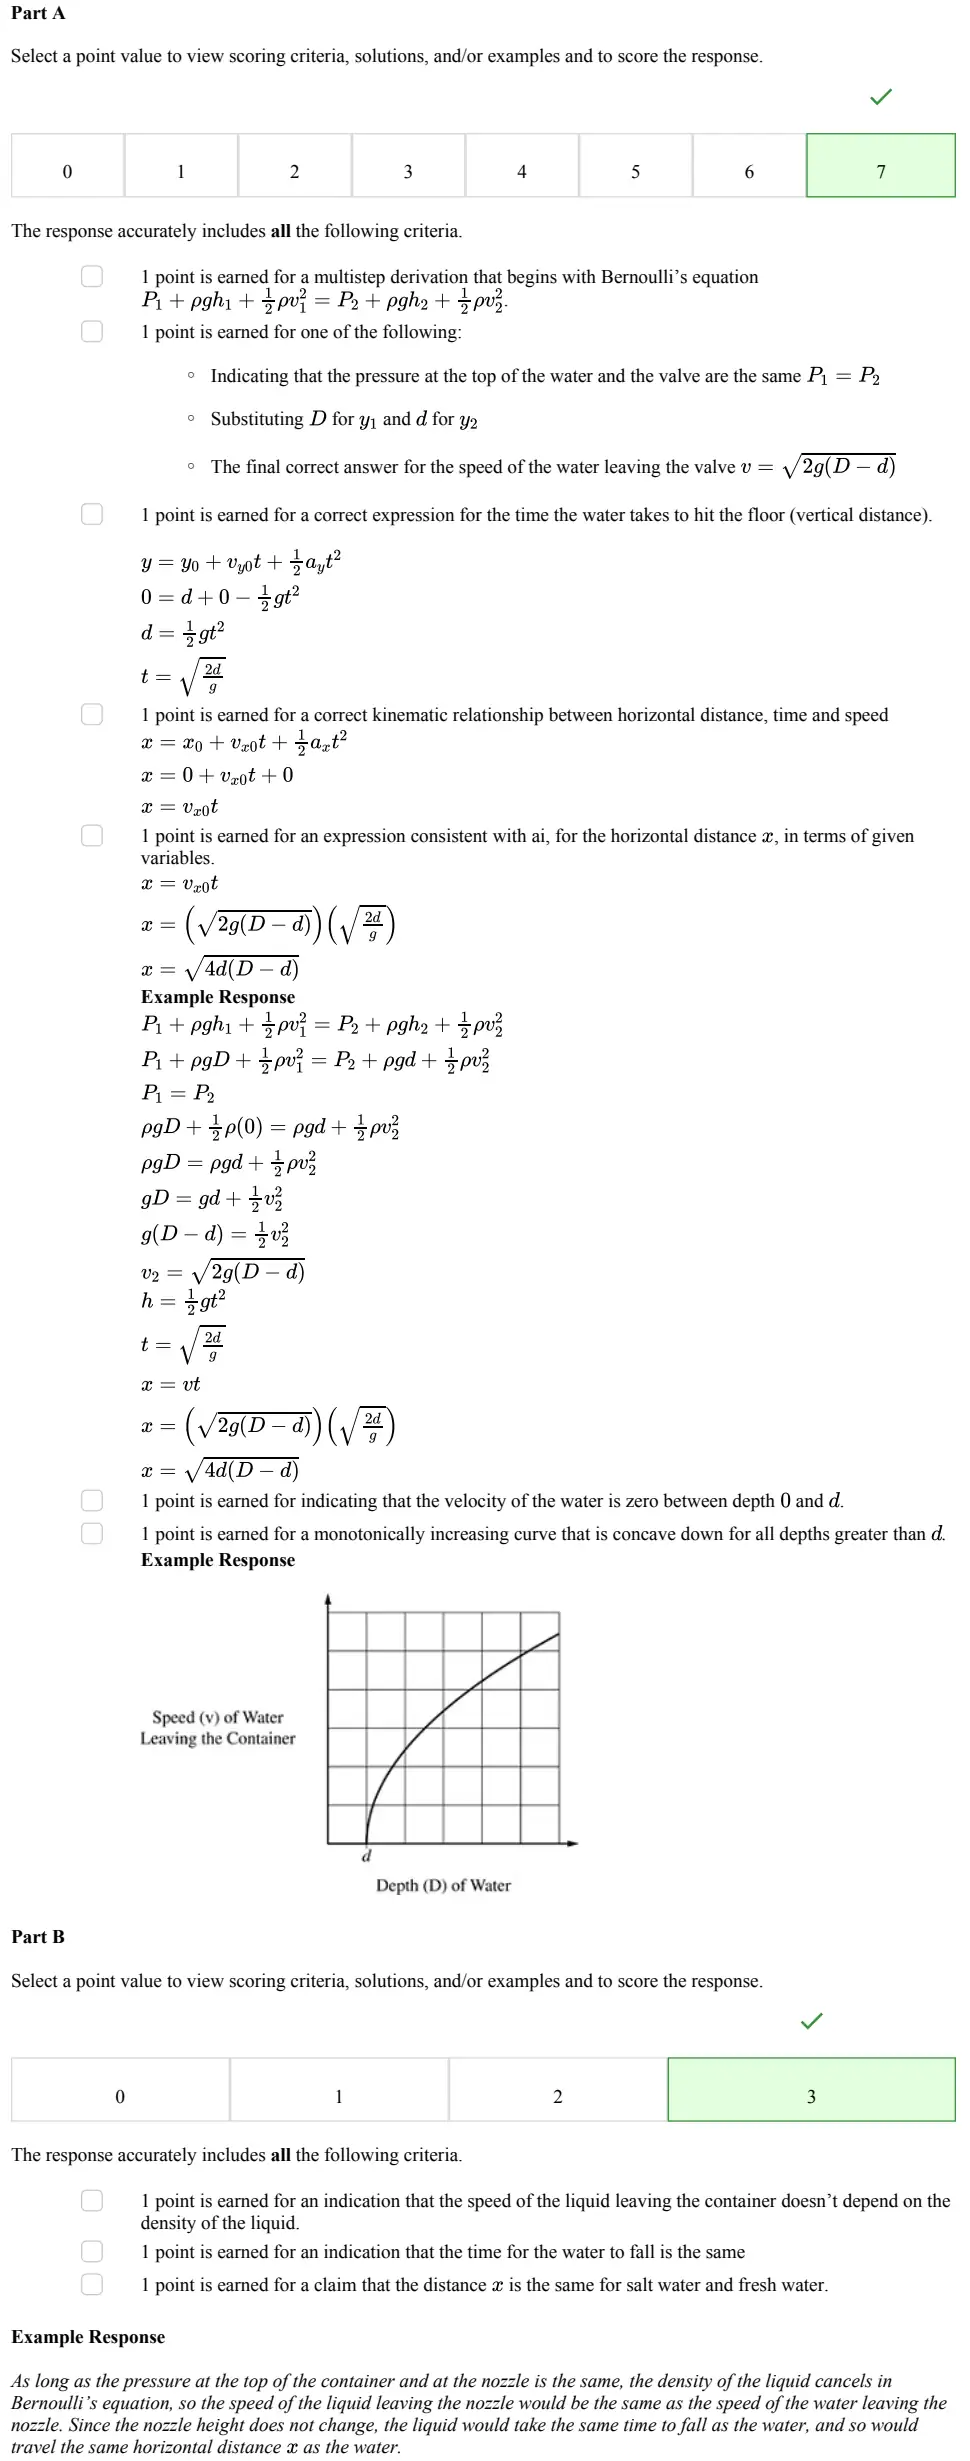 Part A
Select a point value to view scoring criteria, solutions, and/or examples and to score the response.
0 1 2 3 4 5 6 7
The response accurately includes all the following criteria.
1 point is earned for a multistep derivation that begins with Bernoulli’s equation
P₁ + ρgh₁ + ½ρv₁² = P₂ + ρgh₂ + ½ρv₂².
1 point is earned for one of the following:
◦ Indicating that the pressure at the top of the water and the valve are the same P₁ = P₂
◦ Substituting D for y₁ and d for y₂
◦ The final correct answer for the speed of the water leaving the valve v = √(2g(D − d))
1 point is earned for a correct expression for the time the water takes to hit the floor (vertical distance).
y = y₀ + v_y0 t + ½a_y t²
0 = d + 0 − ½gt²
d = ½gt²
t = √(2d/g)
1 point is earned for a correct kinematic relationship between horizontal distance, time and speed
x = x₀ + v_x0 t + ½a_x t²
x = 0 + v_x0 t + 0
x = v_x0 t
1 point is earned for an expression consistent with ai, for the horizontal distance x, in terms of given
variables.
x = v_x0 t
x = (√(2g(D − d)))(√(2d/g))
x = √(4d(D − d))
Example Response
P₁ + ρgh₁ + ½ρv₁² = P₂ + ρgh₂ + ½ρv₂²
P₁ + ρgD + ½ρv₁² = P₂ + ρgd + ½ρv₂²
P₁ = P₂
ρgD + ½ρ(0) = ρgd + ½ρv₂²
ρgD = ρgd + ½ρv₂²
gD = gd + ½v₂²
g(D − d) = ½v₂²
v₂ = √(2g(D − d))
h = ½gt²
t = √(2d/g)
x = vt
x = (√(2g(D − d)))(√(2d/g))
x = √(4d(D − d))
1 point is earned for indicating that the velocity of the water is zero between depth 0 and d.
1 point is earned for a monotonically increasing curve that is concave down for all depths greater than d.
Example Response
Speed (v) of Water
Leaving the Container
d
Depth (D) of Water
Part B
Select a point value to view scoring criteria, solutions, and/or examples and to score the response.
0 1 2 3
The response accurately includes all the following criteria.
1 point is earned for an indication that the speed of the liquid leaving the container doesn’t depend on the
density of the liquid.
1 point is earned for an indication that the time for the water to fall is the same
1 point is earned for a claim that the distance x is the same for salt water and fresh water.
Example Response
As long as the pressure at the top of the container and at the nozzle is the same, the density of the liquid cancels in
Bernoulli’s equation, so the speed of the liquid leaving the nozzle would be the same as the speed of the water leaving the
nozzle. Since the nozzle height does not change, the liquid would take the same time to fall as the water, and so would
travel the same horizontal distance x as the water.